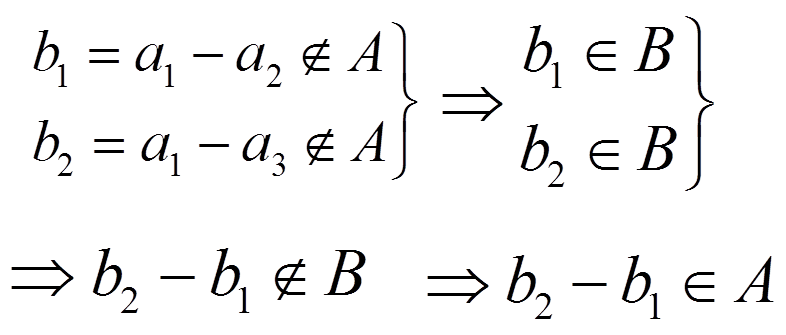 b₁ = a₁ − a₂ ∉ A } ⇒ b₁ ∈ B }
b₂ = a₁ − a₃ ∉ A } ⇒ b₂ ∈ B }
⇒ b₂ − b₁ ∉ B ⇒ b₂ − b₁ ∈ A